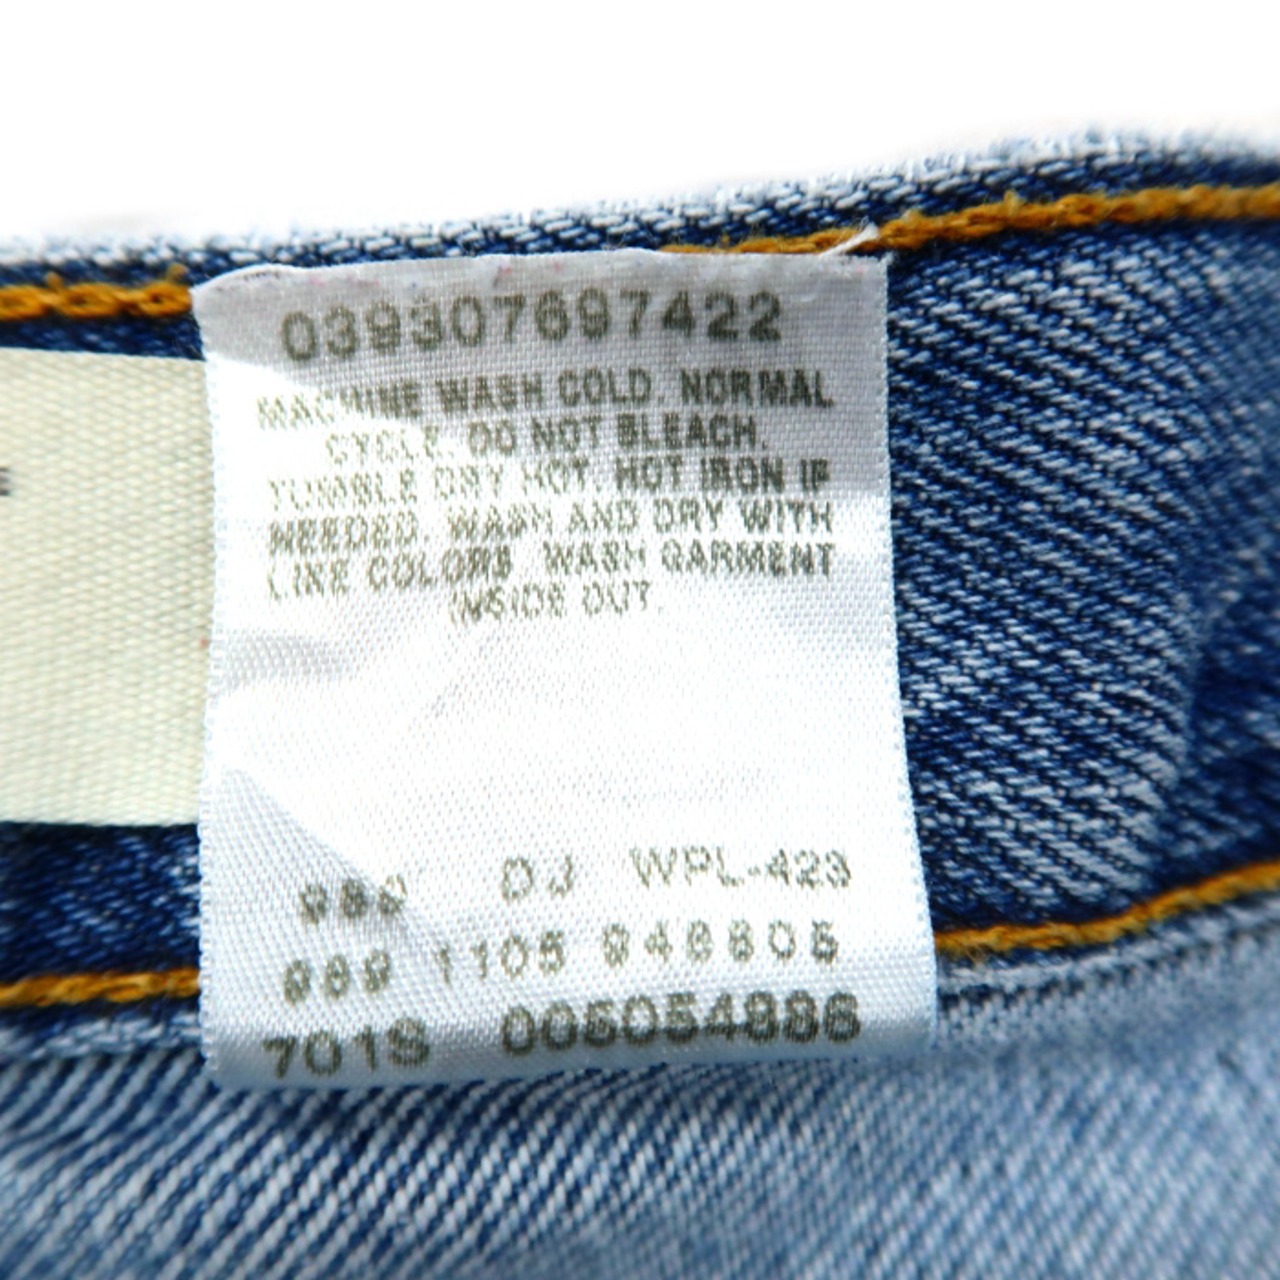 039307697422
MACHINE WASH COLD. NORMAL
CYCLE. DO NOT BLEACH.
TUMBLE DRY HOT. HOT IRON IF
NEEDED. WASH AND DRY WITH
LIKE COLORS. WASH GARMENT
INSIDE OUT.
DJ WPL-423
1105
701S